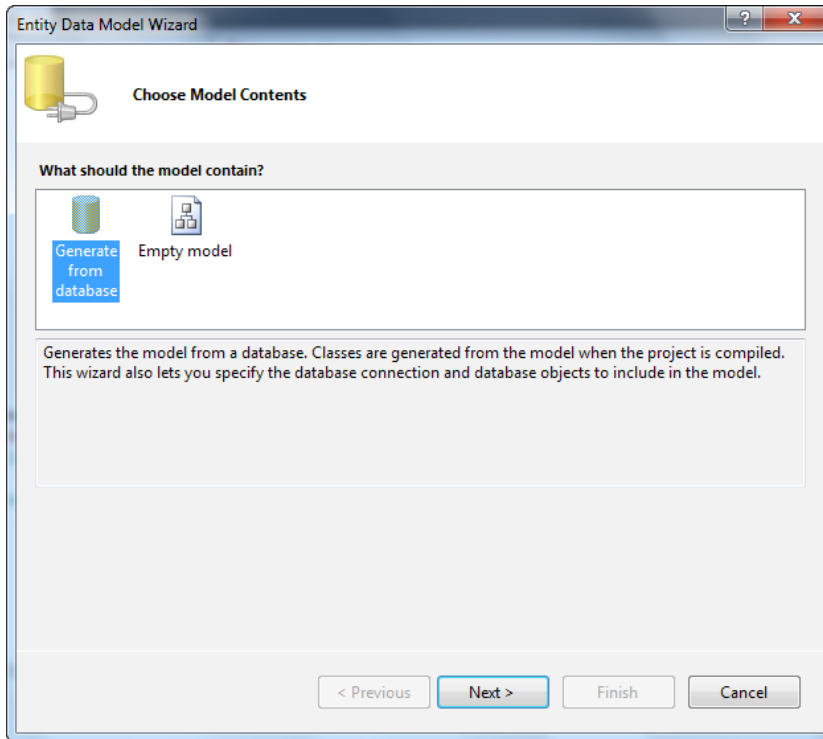 Entity Data Model Wizard
?
Choose Model Contents
What should the model contain?
Generate
from
database
Empty model
Generates the model from a database. Classes are generated from the model when the project is compiled.
This wizard also lets you specify the database connection and database objects to include in the model.
< Previous
Next >
Finish
Cancel